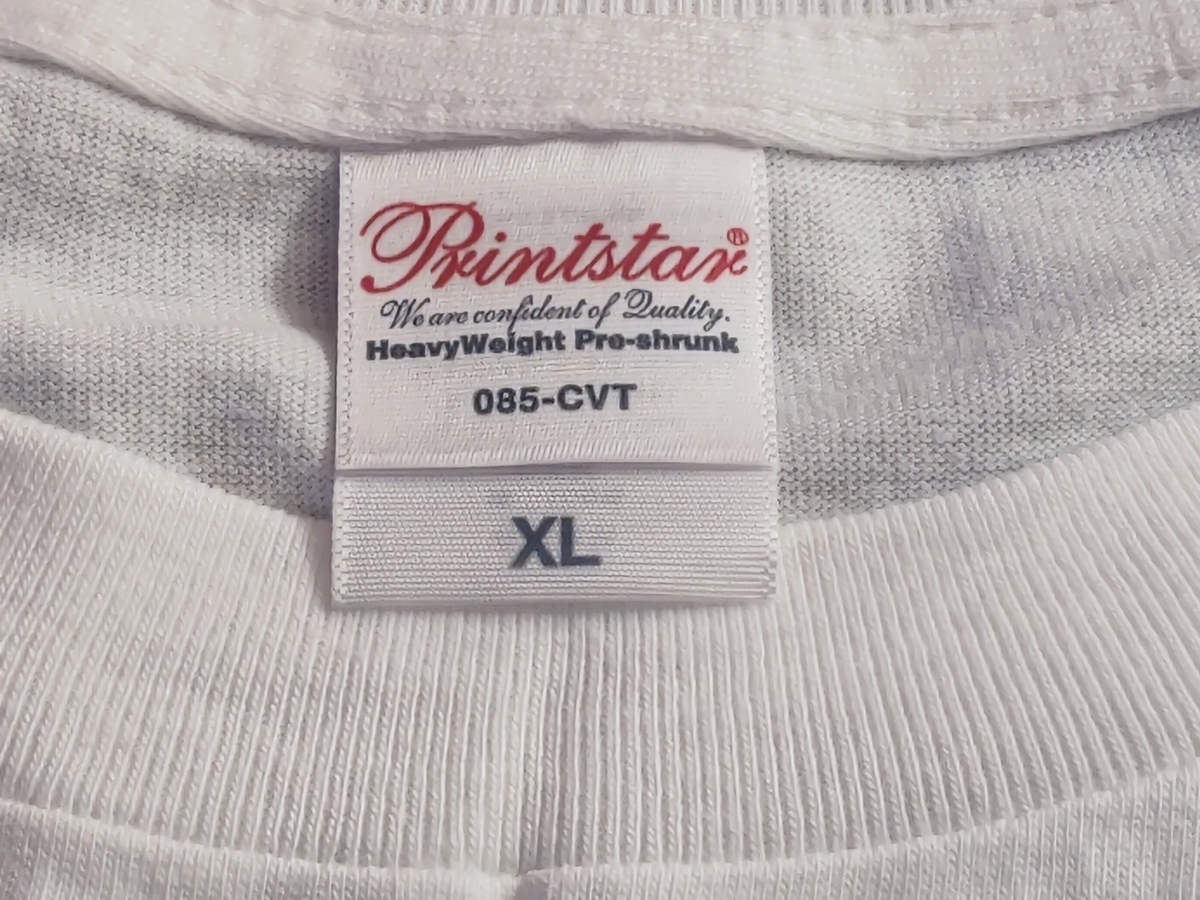 Printstar®
We are confident of Quality.
HeavyWeight Pre-shrunk
085-CVT
XL